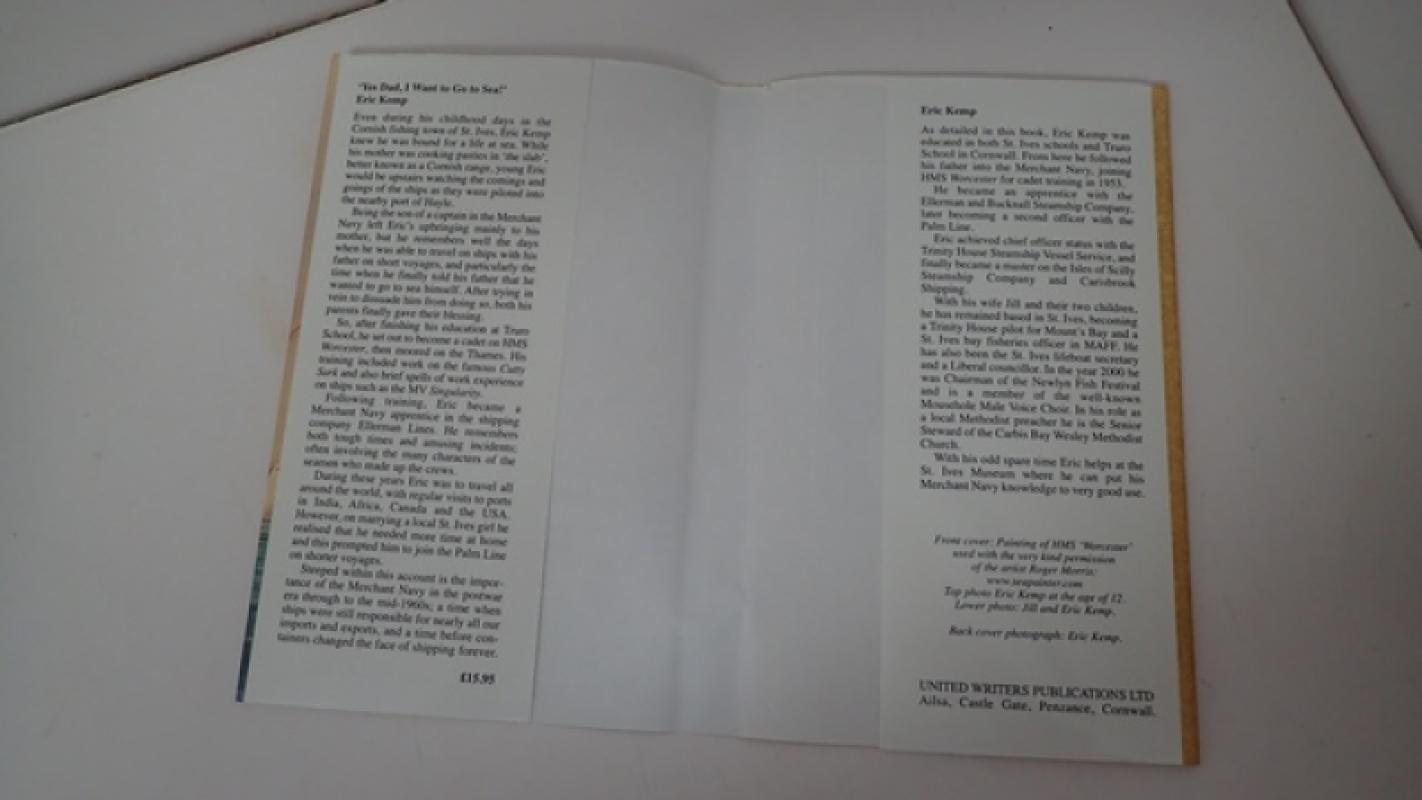 "Yes Dad, I Want to Go to Sea!"
Eric Kemp
Even during his childhood days in the
Cornish fishing town of St. Ives, Eric Kemp
knew he was bound for a life at sea. While
his mother was cooking pasties in 'the slab',
better known as a Cornish range, young Eric
would be upstairs watching the comings and
goings of the ships as they were piloted into
the nearby port of Hayle.
Being the son of a captain in the Merchant
Navy left Eric's upbringing mainly to his
mother, but he remembers well the days
when he was able to travel on ships with his
father on short voyages, and particularly the
time when he finally told his father that he
wanted to go to sea himself. After trying in
vein to dissuade him from doing so, both his
parents finally gave their blessing.
So, after finishing his education at Truro
School, he set out to become a cadet on HMS
Worcester, then moored on the Thames. His
training included work on the famous Cutty
Sark and also brief spells of work experience
on ships such as the MV Singularity.
Following training, Eric became a
Merchant Navy apprentice in the shipping
company Ellerman Lines. He remembers
both tough times and amusing incidents;
often involving the many characters of the
seamen who made up the crews.
During these years Eric was to travel all
around the world, with regular visits to ports
in India, Africa, Canada and the USA.
However, on marrying a local St. Ives girl he
realised that he needed more time at home
and this prompted him to join the Palm Line
on shorter voyages.
Steeped within this account is the impor-
tance of the Merchant Navy in the postwar
era through to the mid-1960s; a time when
ships were still responsible for nearly all our
imports and exports, and a time before con-
tainers changed the face of shipping forever.
£15.95
Eric Kemp
As detailed in this book, Eric Kemp was
educated in both St. Ives schools and Truro
School in Cornwall. From here he followed
his father into the Merchant Navy, joining
HMS Worcester for cadet training in 1953.
He became an apprentice with the
Ellerman and Bucknall Steamship Company,
later becoming a second officer with the
Palm Line.
Eric achieved chief officer status with the
Trinity House Steamship Vessel Service, and
finally became a master on the Isles of Scilly
Steamship Company and Carisbrook
Shipping.
With his wife Jill and their two children,
he has remained based in St. Ives, becoming
a Trinity House pilot for Mount's Bay and a
St. Ives bay fisheries officer in MAFF. He
has also been the St. Ives lifeboat secretary
and a Liberal councillor. In the year 2000 he
was Chairman of the Newlyn Fish Festival
and is a member of the well-known
Mousehole Male Voice Choir. In his role as
a local Methodist preacher he is the Senior
Steward of the Carbis Bay Wesley Methodist
Church.
With his odd spare time Eric helps at the
St. Ives Museum where he can put his
Merchant Navy knowledge to very good use.
Front cover: Painting of HMS 'Worcester'
used with the very kind permission
of the artist Roger Morris:
www.seapainter.com
Top photo Eric Kemp at the age of 12.
Lower photo: Jill and Eric Kemp.
Back cover photograph: Eric Kemp.
UNITED WRITERS PUBLICATIONS LTD
Ailsa, Castle Gate, Penzance, Cornwall.